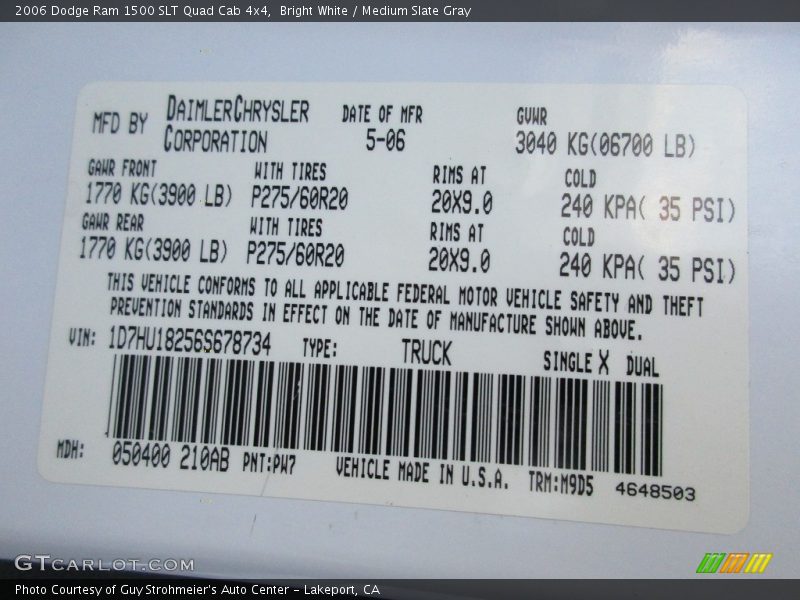 2006 Dodge Ram 1500 SLT Quad Cab 4x4,  Bright White / Medium Slate Gray
MFD BY DAIMLERCHRYSLER CORPORATION DATE OF MFR 5-06 GVWR 3040 KG(06700 LB)
GAWR FRONT WITH TIRES RIMS AT COLD
1770 KG(3900 LB) P275/60R20 20X9.0 240 KPA( 35 PSI)
GAWR REAR WITH TIRES RIMS AT COLD
1770 KG(3900 LB) P275/60R20 20X9.0 240 KPA( 35 PSI)
THIS VEHICLE CONFORMS TO ALL APPLICABLE FEDERAL MOTOR VEHICLE SAFETY AND THEFT
PREVENTION STANDARDS IN EFFECT ON THE DATE OF MANUFACTURE SHOWN ABOVE.
VIN: 1D7HU18256S678734 TYPE: TRUCK SINGLE X DUAL
MDH: 050400 210AB PNT:PW7 VEHICLE MADE IN U.S.A. TRM:M9D5 4648503
GTCARLOT.COM
Photo Courtesy of Guy Strohmeier's Auto Center - Lakeport, CA